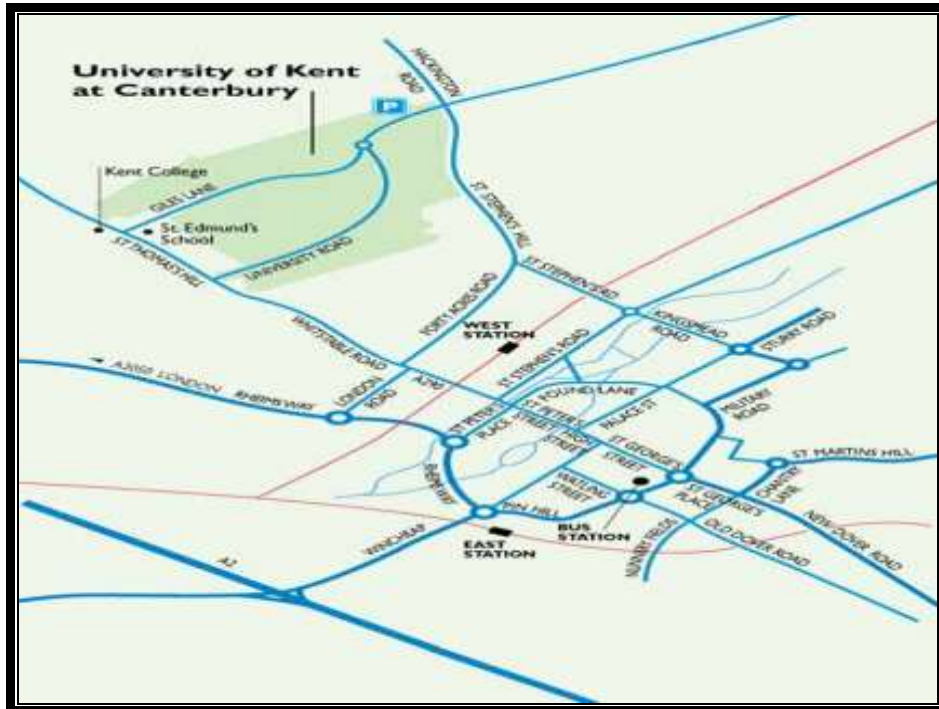 University of Kent
at Canterbury
HACKINGTON
ROAD
P
Kent College
GILES LANE
St. Edmund's
School
ST THOMAS'S HILL
UNIVERSITY ROAD
ST STEPHEN'S HILL
ST STEPHEN'S RD
FORTY ACRES ROAD
WEST
STATION
KINGSMEAD
ROAD
STURRY ROAD
WHITSTABLE ROAD
ST STEPHEN'S ROAD
A2050 LONDON
RHEIMS WAY
LONDON
ROAD
A290
POUND LANE
MILITARY
ROAD
ST PETER'S
PLACE
ST PETER'S
STREET
HIGH
STREET
PALACE ST
ST GEORGE'S
STREET
ST MARTINS HILL
RHEIMS WAY
WATLING
STREET
ST GEORGE'S
PLACE
CHANTRY
LANE
PIN HILL
BUS
STATION
OLD DOVER ROAD
NEW DOVER ROAD
WINCHEAP
EAST
STATION
NUNNERY FIELDS
A2